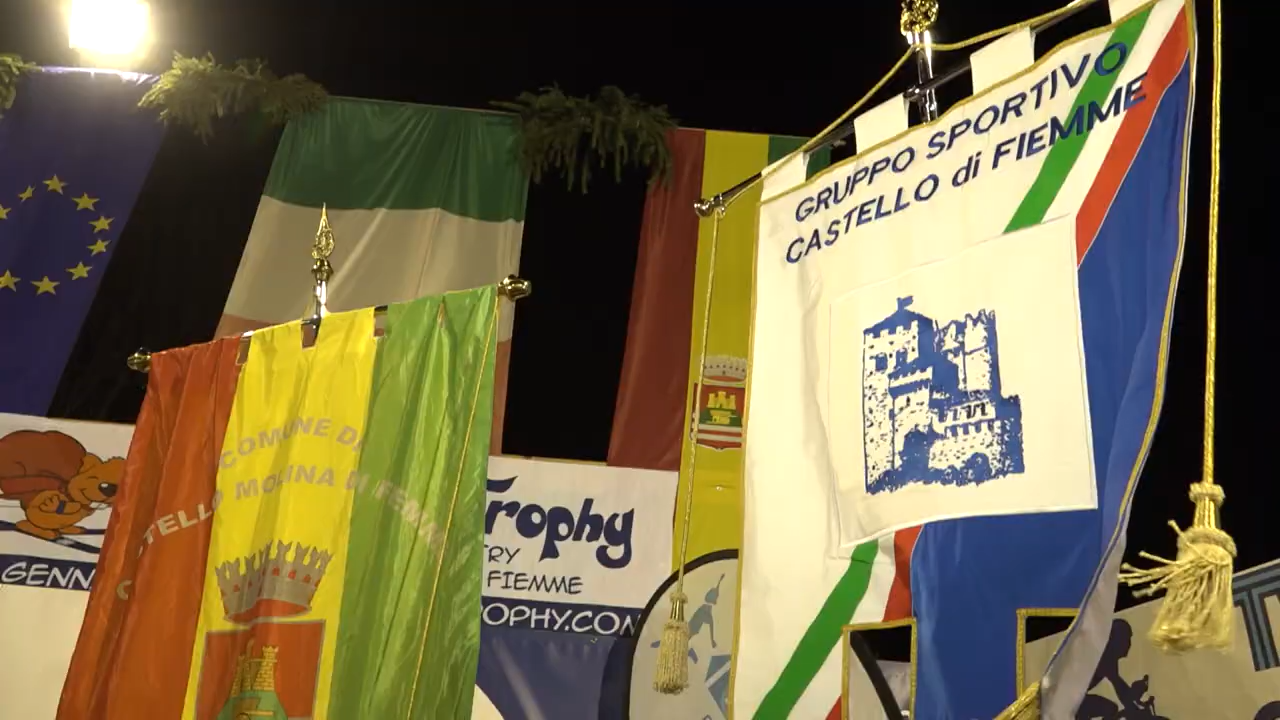 GRUPPO SPORTIVO
CASTELLO di FIEMME
COMUNE DI
CASTELLO MOLINA DI FIEMME
GENN
Trophy
TRY
FIEMME
OPHY.COM